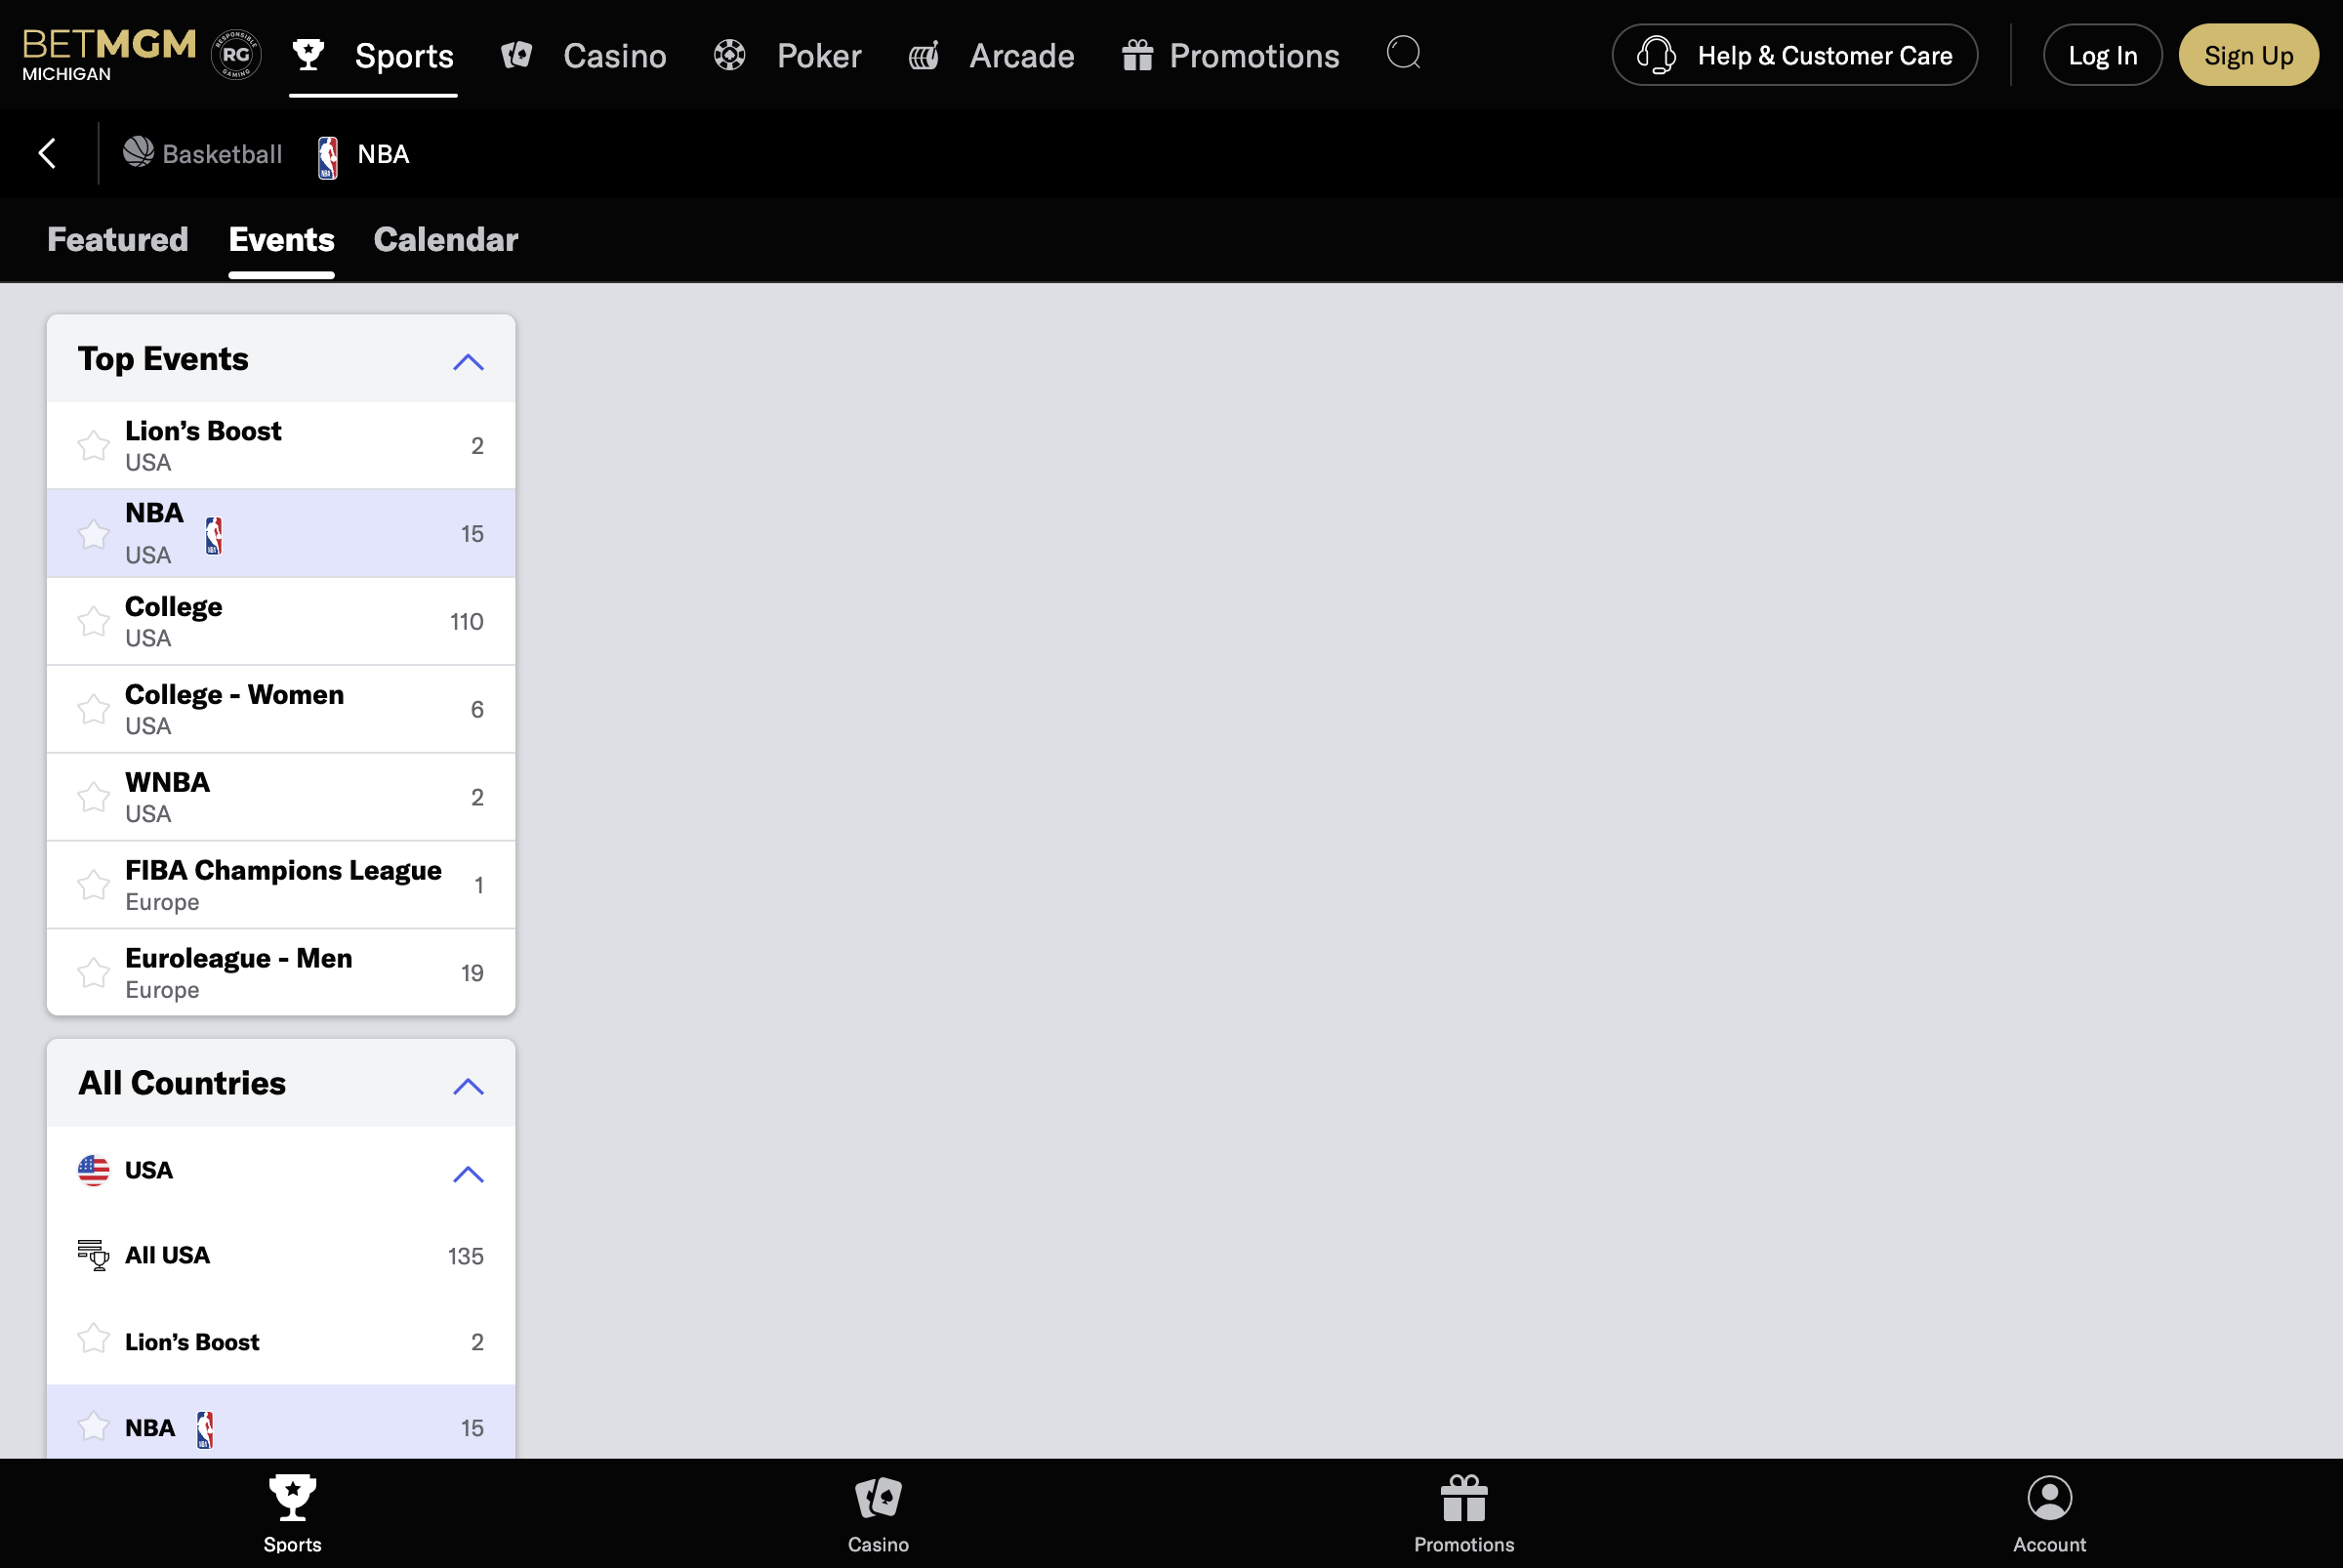 BETMGM
MICHIGAN
RESPONSIBLE
RG
GAMING
Sports
Casino
Poker
Arcade
Promotions
Help & Customer Care
Log In
Sign Up
Basketball
NBA
NBA
Featured
Events
Calendar
Top Events
Lion's Boost
USA
2
NBA
NBA
USA
15
College
USA
110
College - Women
USA
6
WNBA
USA
2
FIBA Champions League
Europe
1
Euroleague - Men
Europe
19
All Countries
USA
All USA
135
Lion's Boost
2
NBA
NBA
15
Sports
Casino
Promotions
Account